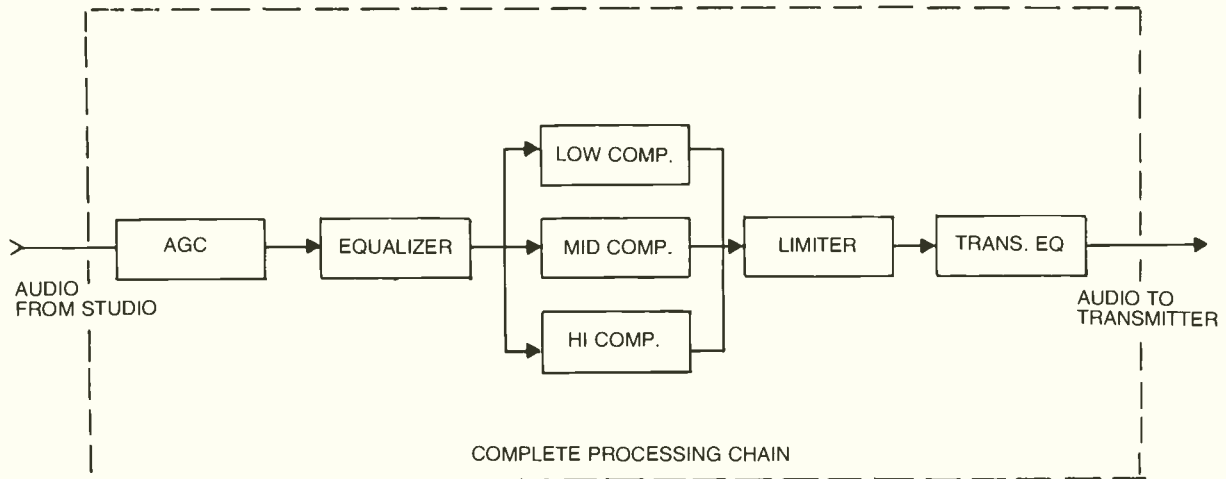 LOW COMP.
AGC
EQUALIZER
MID COMP.
LIMITER
TRANS. EQ
AUDIO
FROM STUDIO
AUDIO TO
TRANSMITTER
HI COMP.
COMPLETE PROCESSING CHAIN